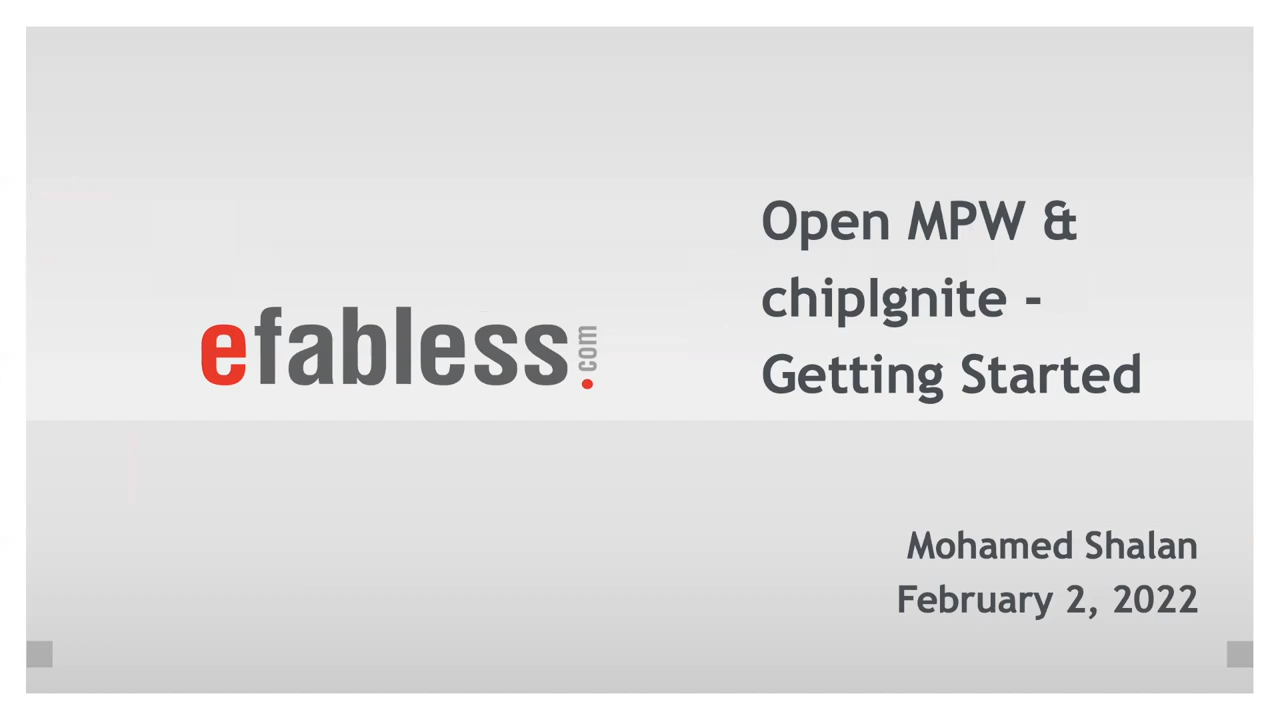 efabless.com
Open MPW &
chipIgnite -
Getting Started
Mohamed Shalan
February 2, 2022